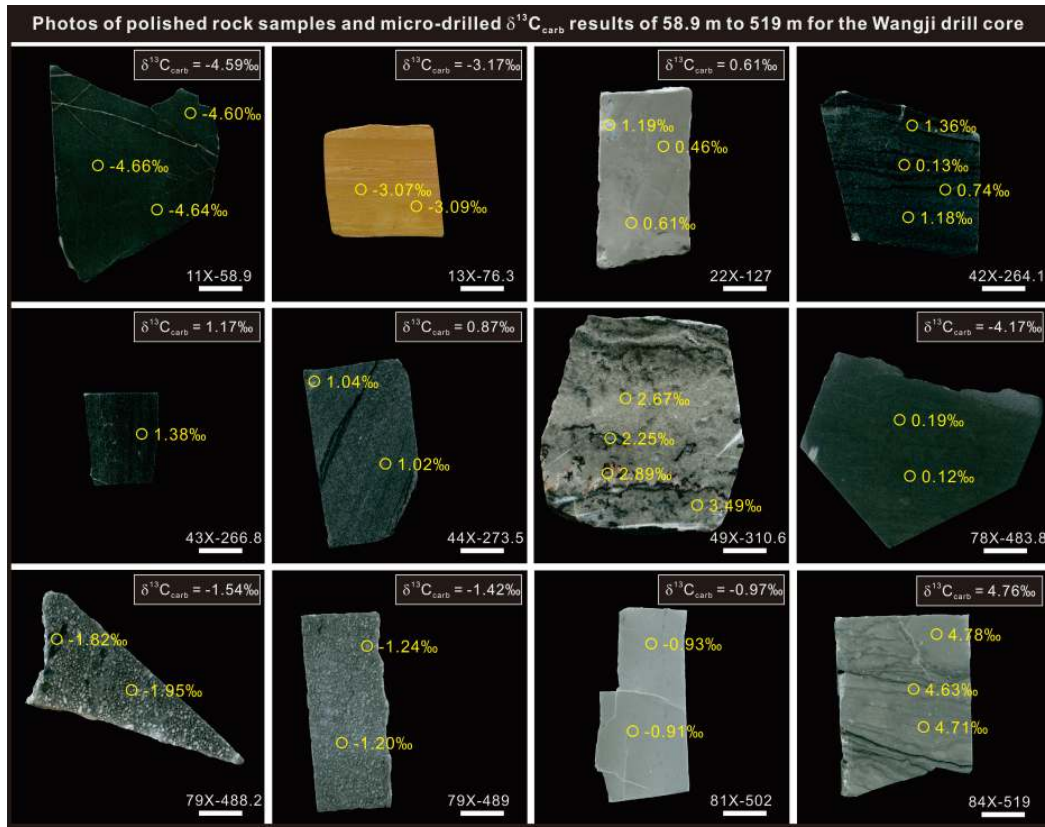 Photos of polished rock samples and micro-drilled δ¹³Ccarb results of 58.9 m to 519 m for the Wangji drill core
δ¹³Ccarb = -4.59‰
-4.60‰
-4.66‰
-4.64‰
11X-58.9
δ¹³Ccarb = -3.17‰
-3.07‰
-3.09‰
13X-76.3
δ¹³Ccarb = 0.61‰
1.19‰
0.46‰
0.61‰
22X-127
1.36‰
0.13‰
0.74‰
1.18‰
42X-264.1
δ¹³Ccarb = 1.17‰
1.38‰
43X-266.8
δ¹³Ccarb = 0.87‰
1.04‰
1.02‰
44X-273.5
2.67‰
2.25‰
2.89‰
3.49‰
49X-310.6
δ¹³Ccarb = -4.17‰
0.19‰
0.12‰
78X-483.8
δ¹³Ccarb = -1.54‰
-1.82‰
-1.95‰
79X-488.2
δ¹³Ccarb = -1.42‰
-1.24‰
-1.20‰
79X-489
δ¹³Ccarb = -0.97‰
-0.93‰
-0.91‰
81X-502
δ¹³Ccarb = 4.76‰
4.78‰
4.63‰
4.71‰
84X-519